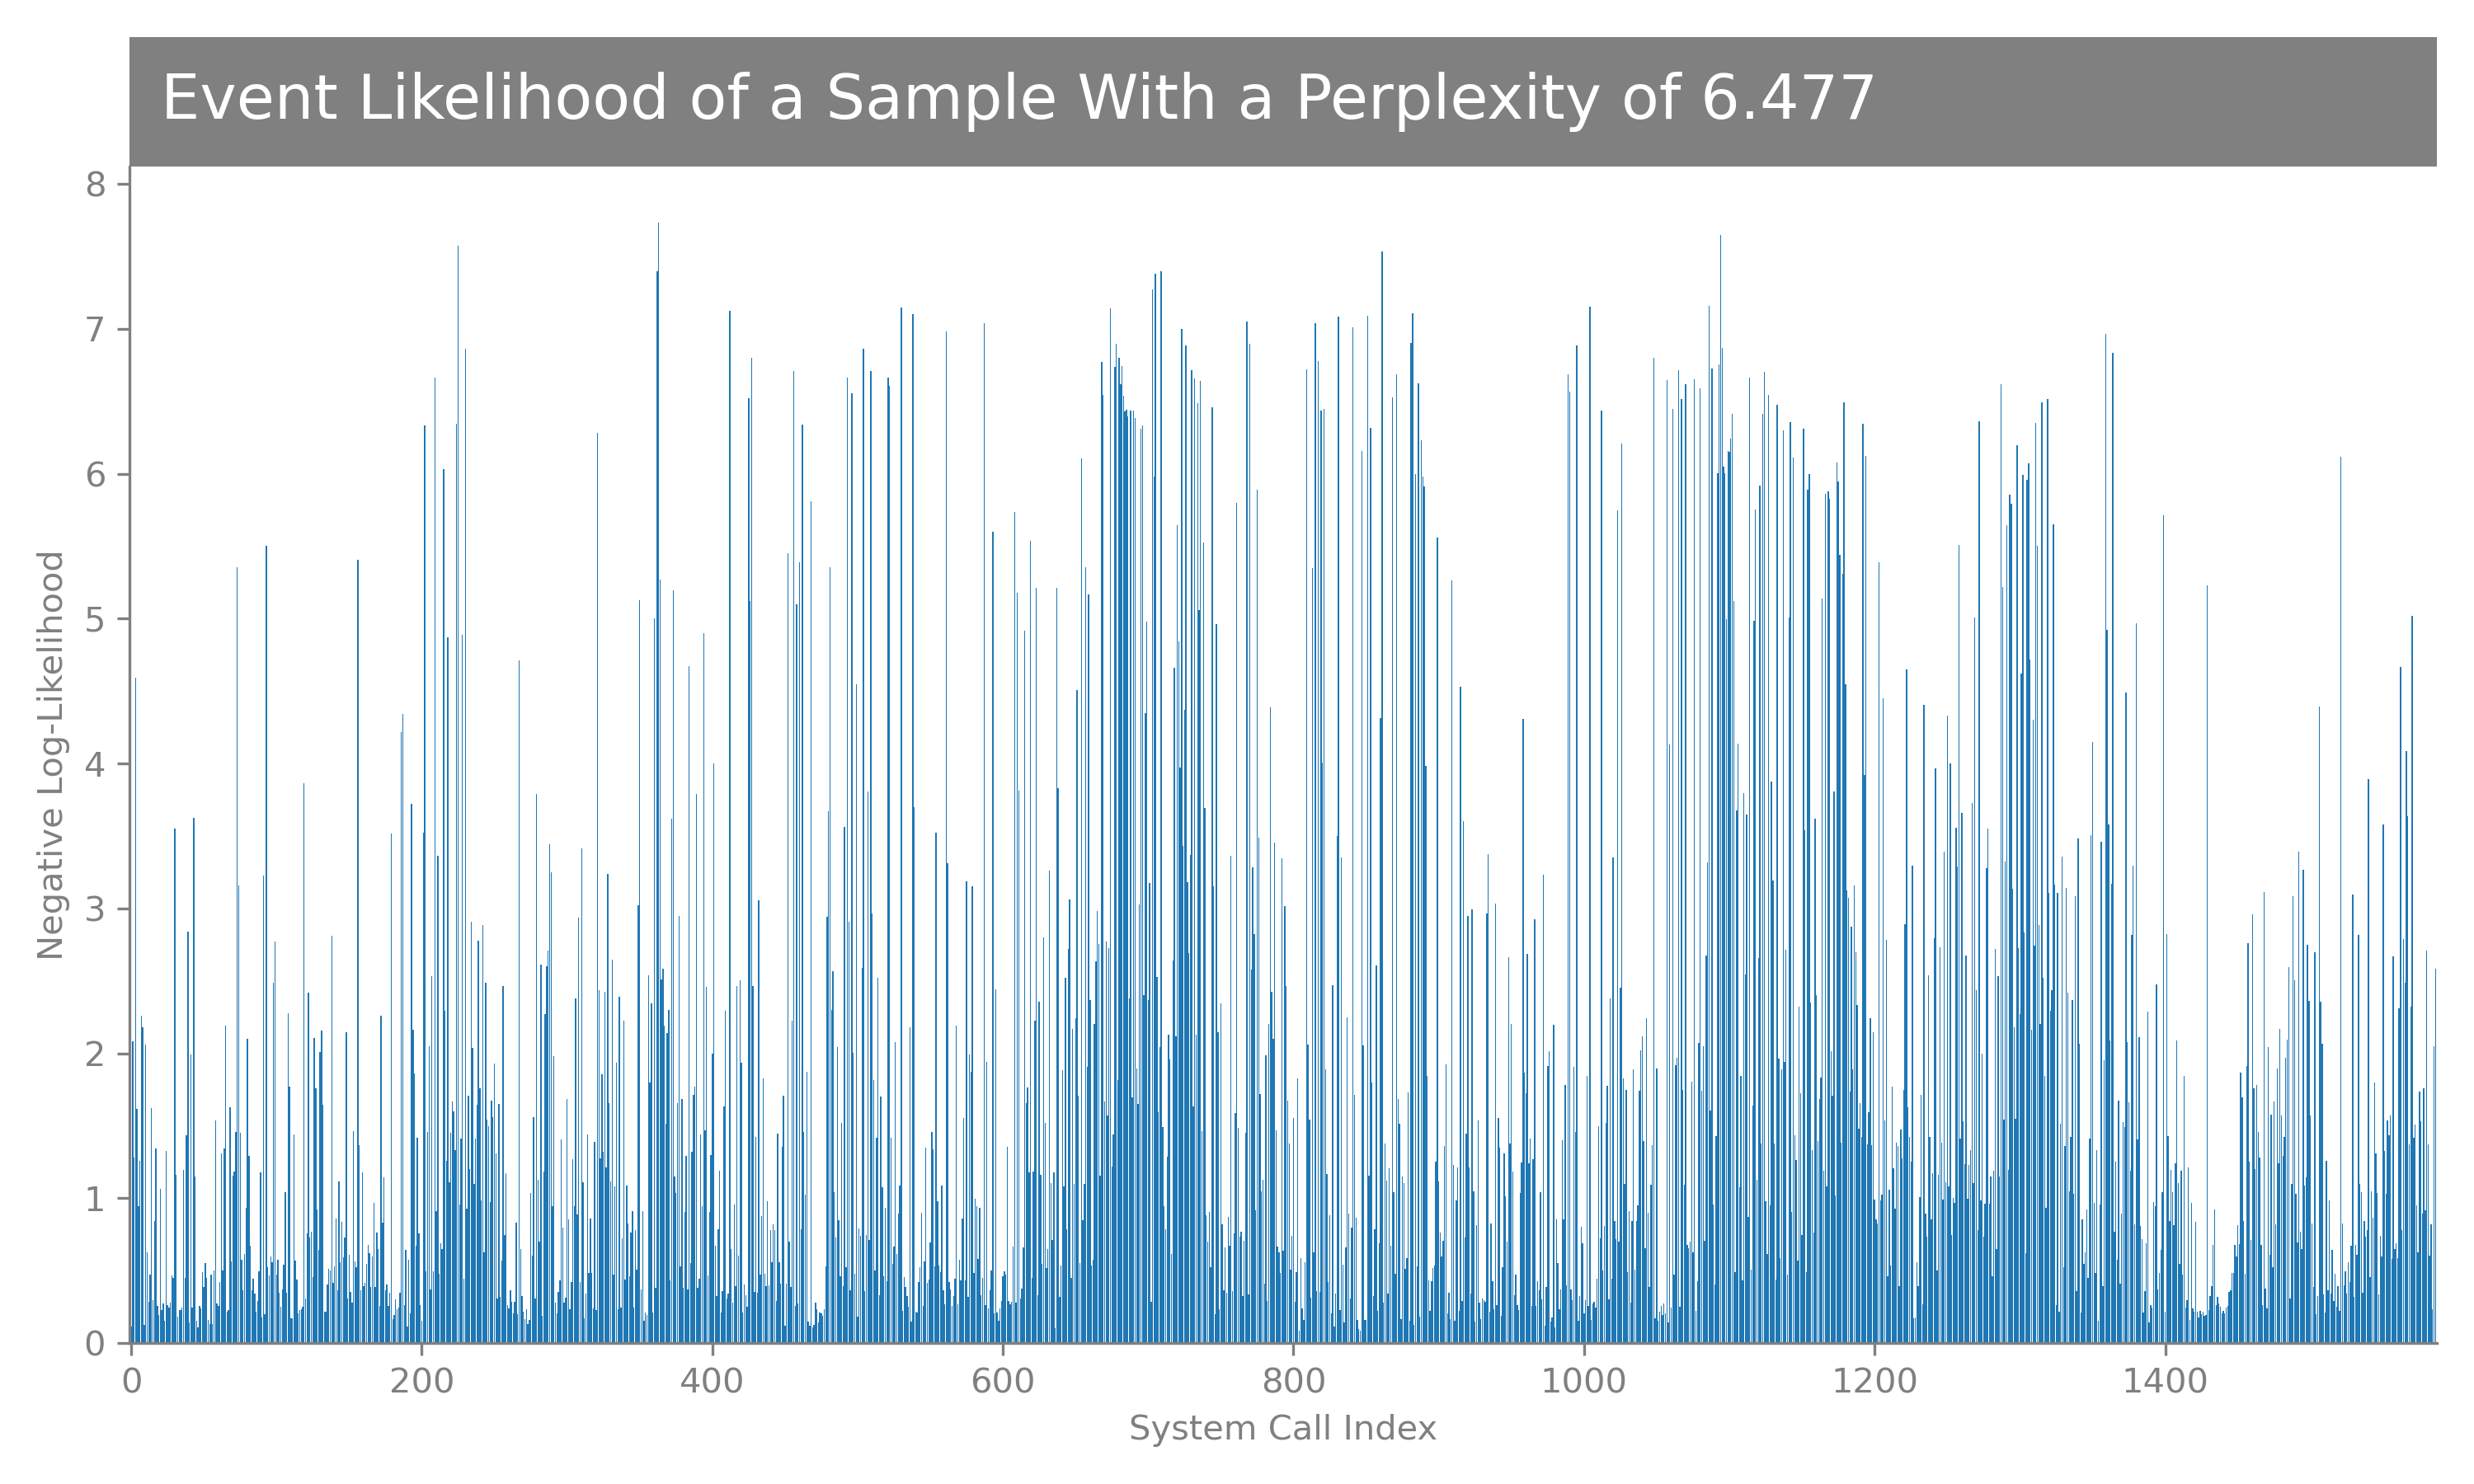 Event Likelihood of a Sample With a Perplexity of 6.477
8
7
6
5
4
3
2
1
0
Negative Log-Likelihood
0 200 400 600 800 1000 1200 1400
System Call Index